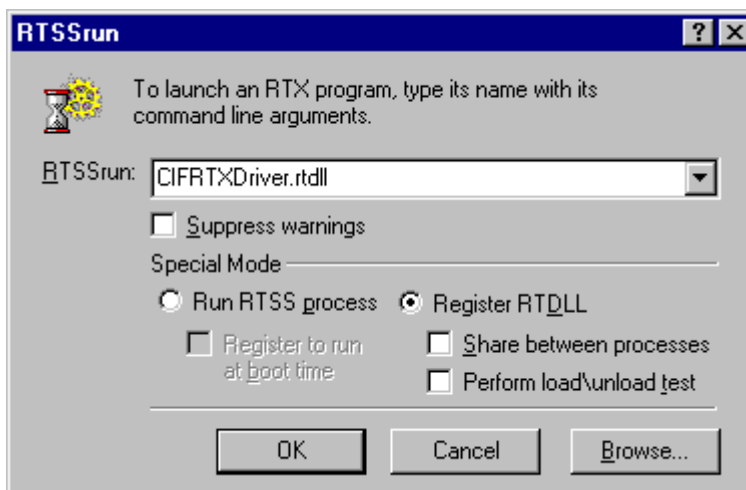 RTSSrun
To launch an RTX program, type its name with its
command line arguments.
RTSSrun: CIFRTXDriver.rtdll
Suppress warnings
Special Mode
Run RTSS process Register RTDLL
Register to run Share between processes
at boot time Perform load\unload test
OK Cancel Browse...